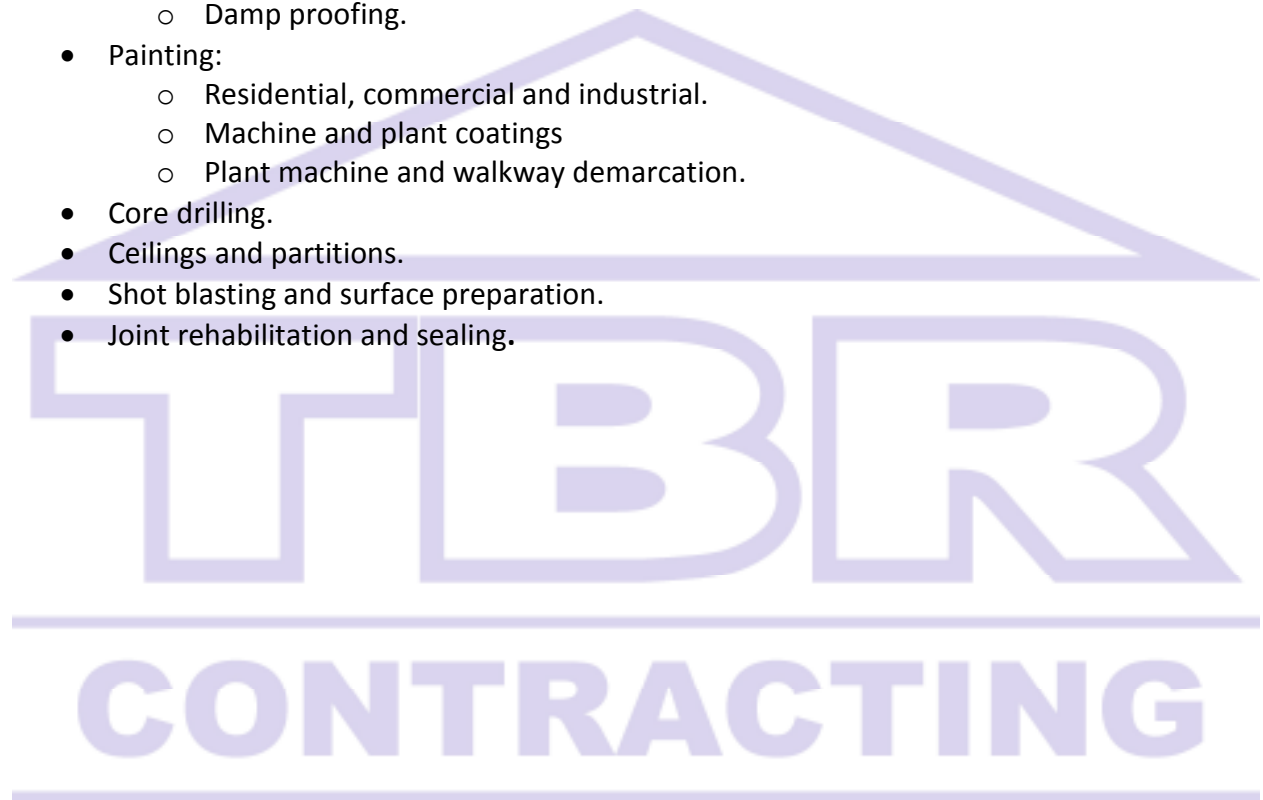 o Damp proofing.
• Painting:
o Residential, commercial and industrial.
o Machine and plant coatings
o Plant machine and walkway demarcation.
• Core drilling.
• Ceilings and partitions.
• Shot blasting and surface preparation.
• Joint rehabilitation and sealing.
TBR
CONTRACTING